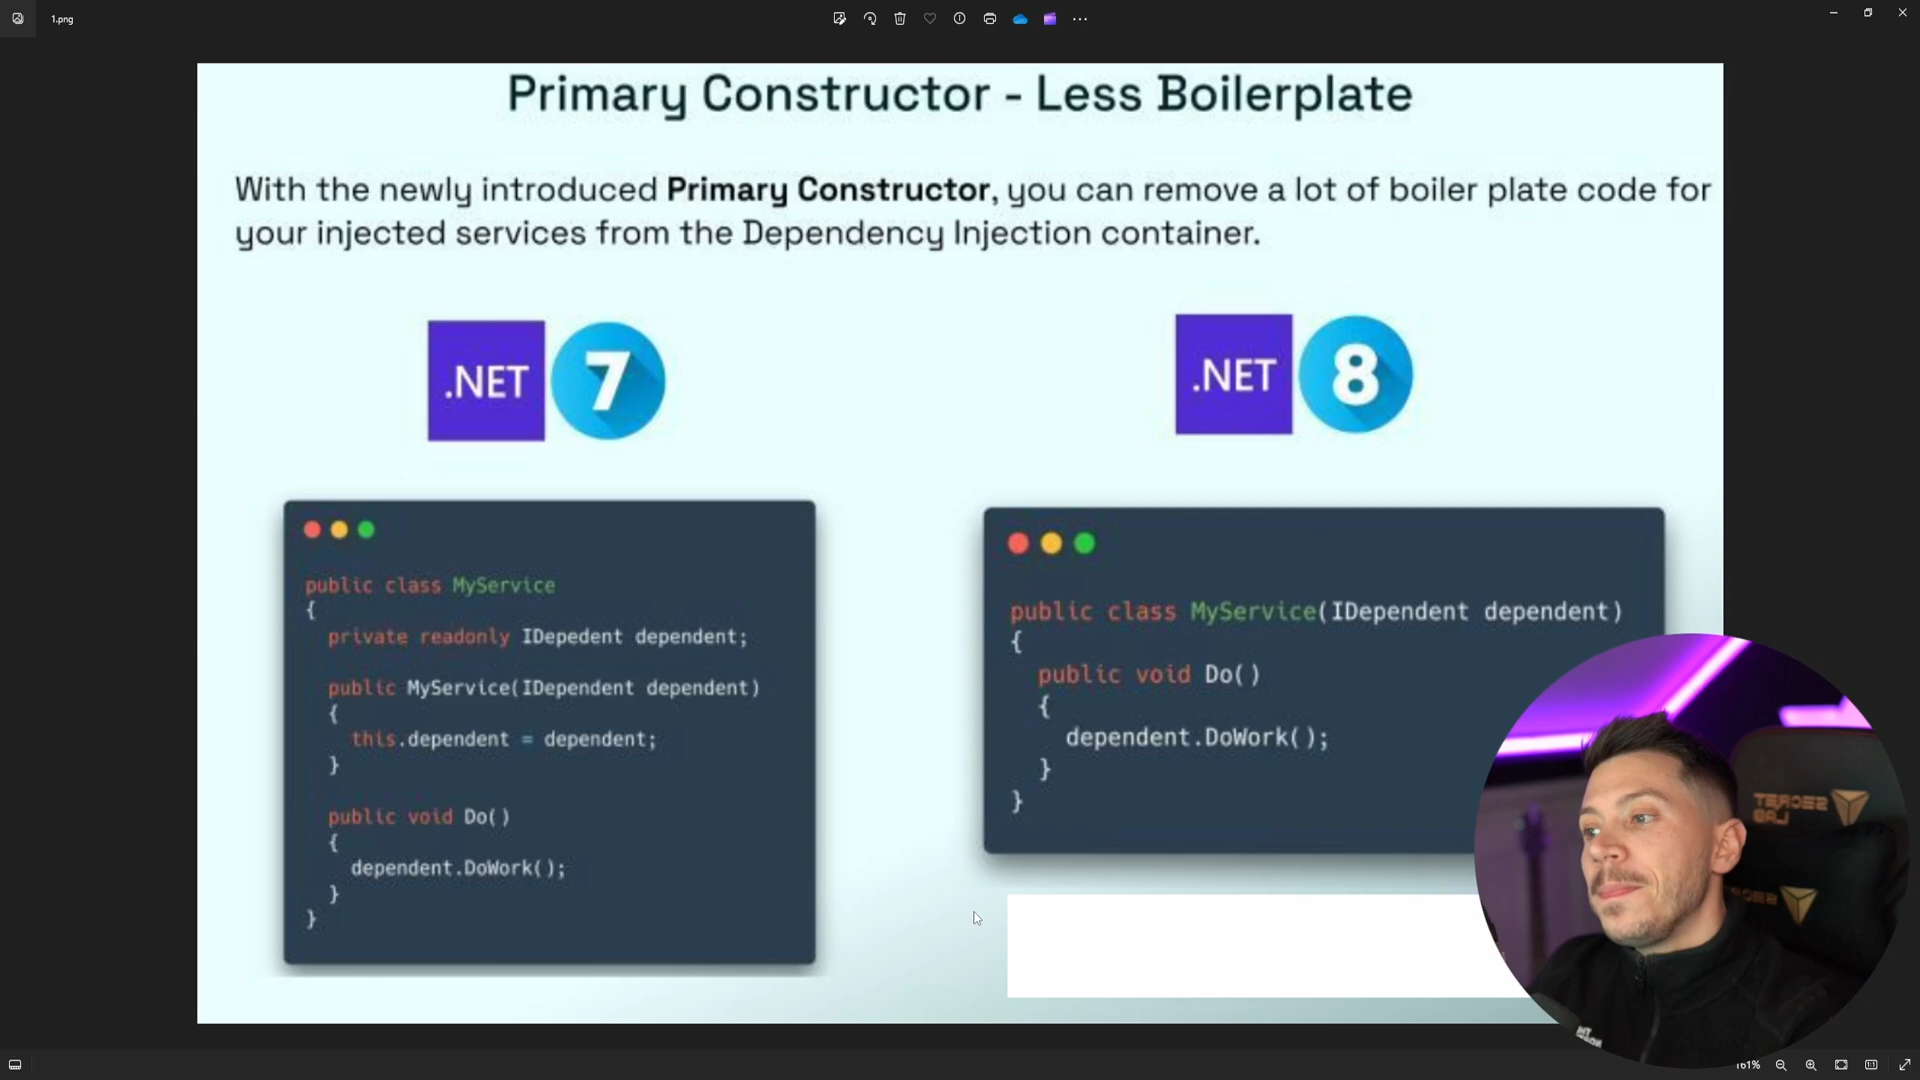 1.png
Primary Constructor - Less Boilerplate
With the newly introduced Primary Constructor, you can remove a lot of boiler plate code for
your injected services from the Dependency Injection container.
.NET 7
.NET 8
public class MyService
{
private readonly IDepedent dependent;
public MyService(IDependent dependent)
{
this.dependent = dependent;
}
public void Do()
{
dependent.DoWork();
}
}
public class MyService(IDependent dependent)
{
public void Do()
{
dependent.DoWork();
}
}
SECRET
LAB
161%